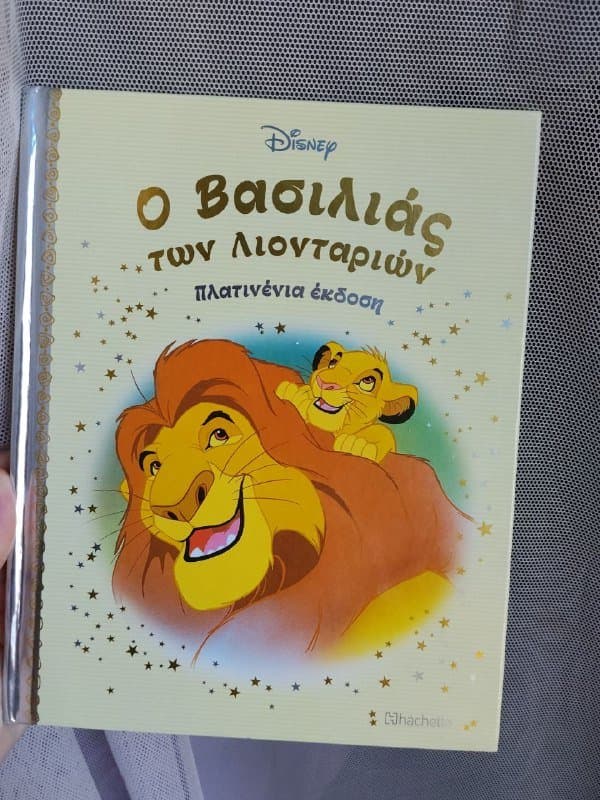 Disney
Ο Βασιλιάς
των Λιονταριών
πλατινένια έκδοση
hachette